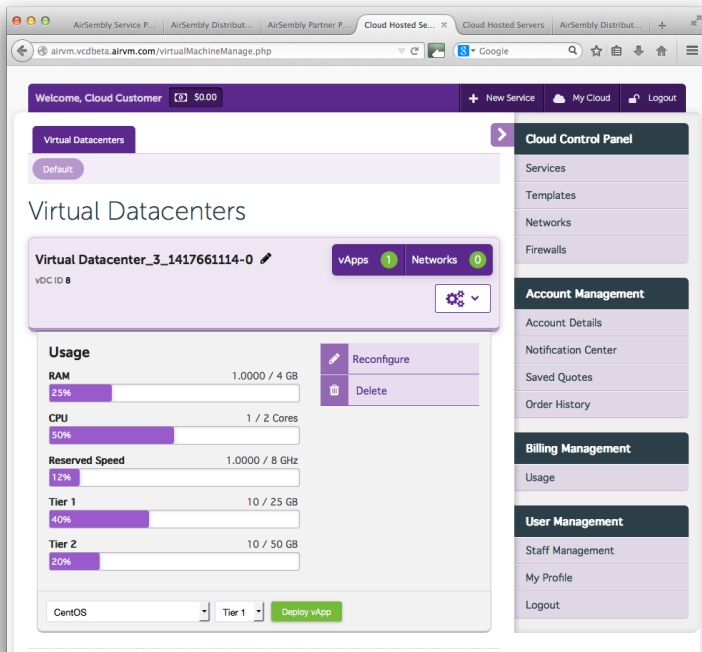 AirSembly Service P...
AirSembly Distribut...
AirSembly Partner P...
Cloud Hosted Se...
Cloud Hosted Servers
AirSembly Distribut...
airvm.vcdbeta.airvm.com/virtualMachineManage.php
Google
Welcome, Cloud Customer
$0.00
New Service
My Cloud
Logout
Virtual Datacenters
Default
Virtual Datacenters
Virtual Datacenter_3_1417661114-0
vDC ID 8
vApps 1
Networks 0
Usage
RAM 1.0000 / 4 GB
25%
CPU 1 / 2 Cores
50%
Reserved Speed 1.0000 / 8 GHz
12%
Tier 1 10 / 25 GB
40%
Tier 2 10 / 50 GB
20%
Reconfigure
Delete
CentOS
Tier 1
Deploy vApp
Cloud Control Panel
Services
Templates
Networks
Firewalls
Account Management
Account Details
Notification Center
Saved Quotes
Order History
Billing Management
Usage
User Management
Staff Management
My Profile
Logout